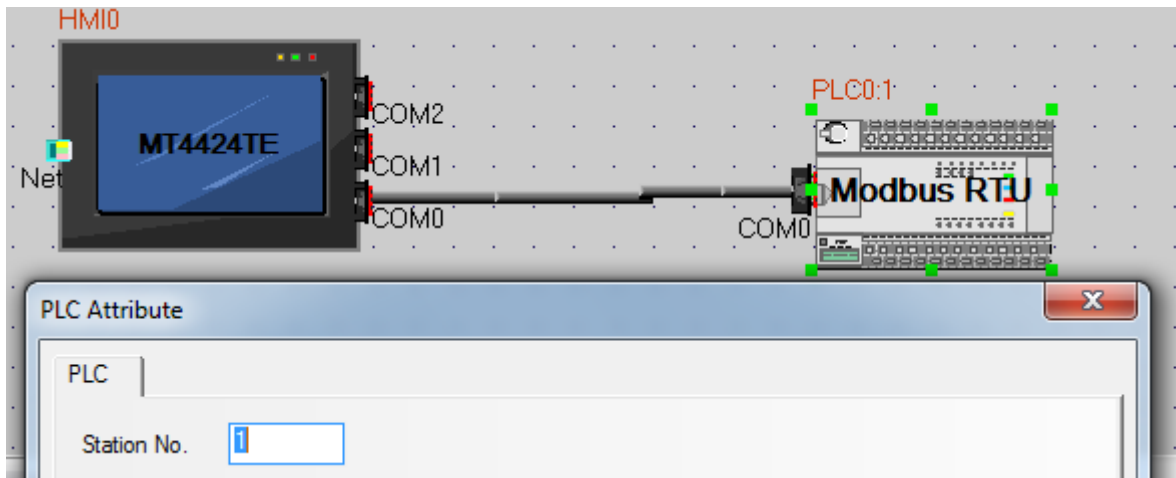 HMI0
MT4424TE
Net
COM2
COM1
COM0
PLC0:1
Modbus RTU
COM0
PLC Attribute
PLC
Station No. 1